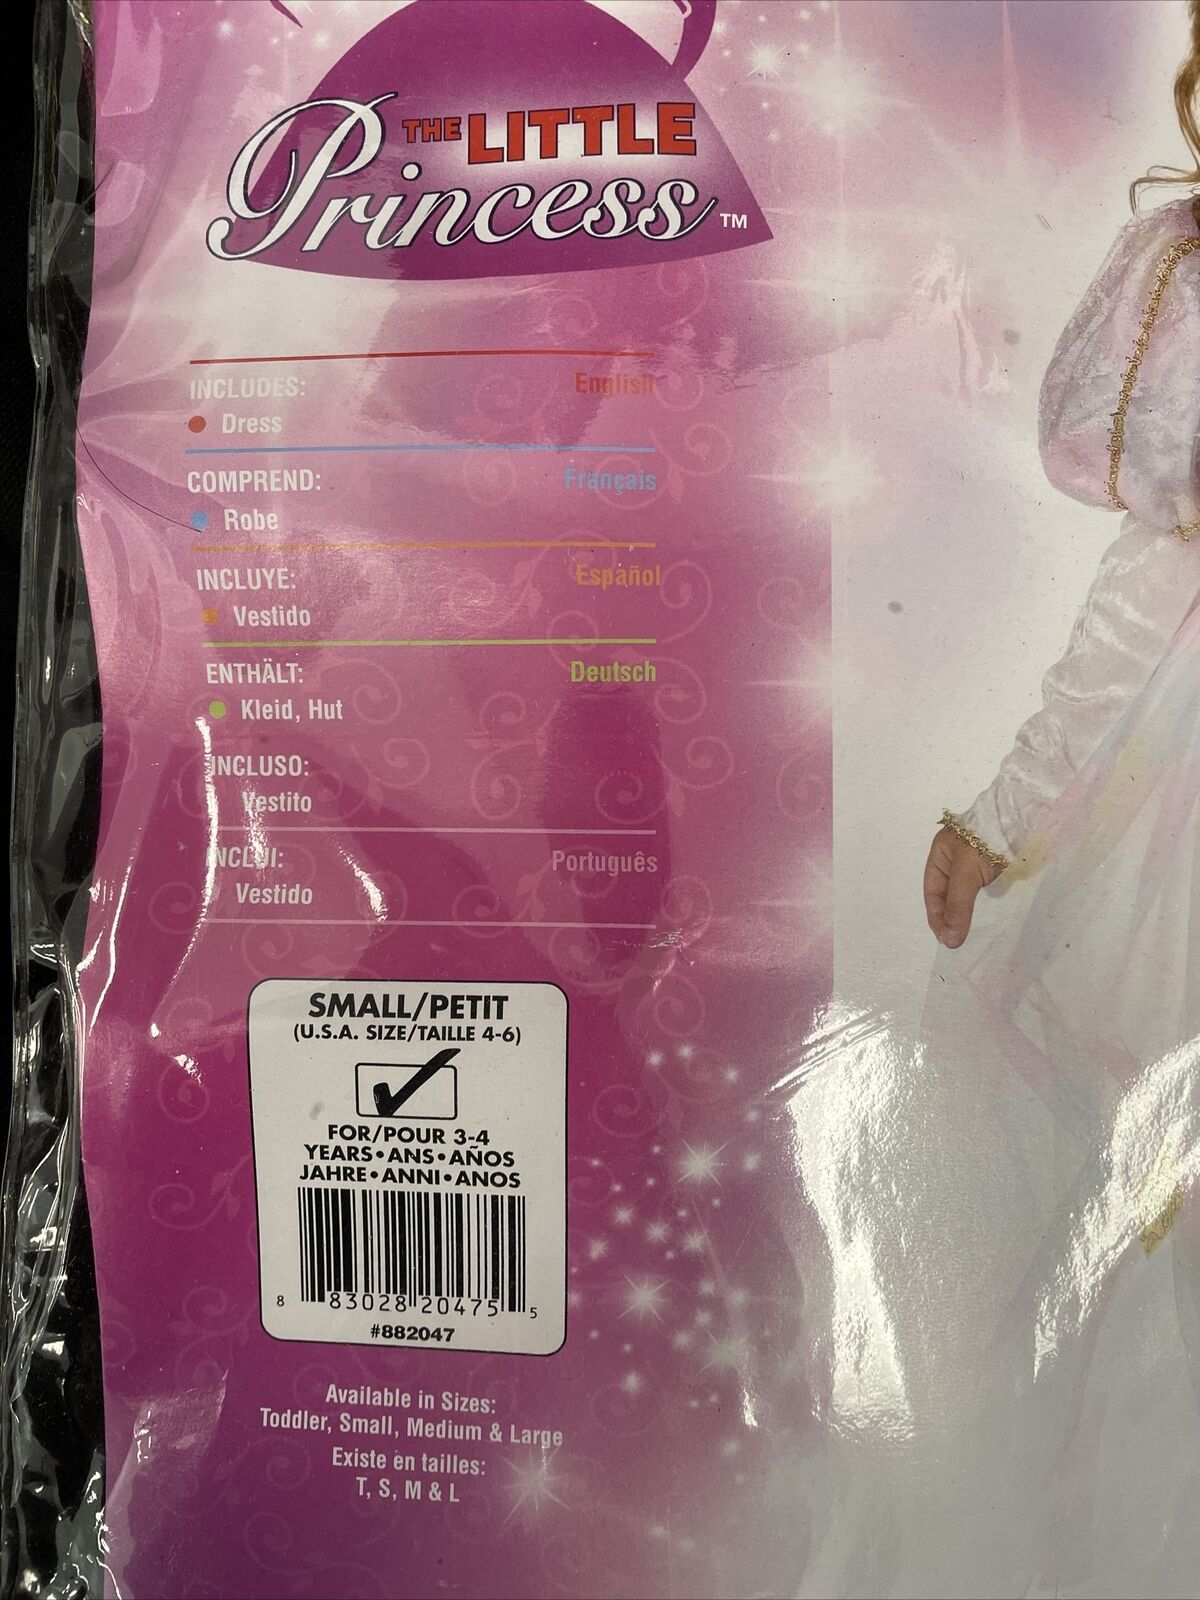 THE LITTLE
Princess™
INCLUDES: English
Dress
COMPREND: Français
Robe
INCLUYE: Español
Vestido
ENTHÄLT: Deutsch
Kleid, Hut
INCLUSO:
Vestito
INCLUI: Português
Vestido
SMALL/PETIT
(U.S.A. SIZE/TAILLE 4-6)
FOR/POUR 3-4
YEARS•ANS•AÑOS
JAHRE•ANNI•ANOS
8 83028 20475 5
#882047
Available in Sizes:
Toddler, Small, Medium & Large
Existe en tailles:
T, S, M & L